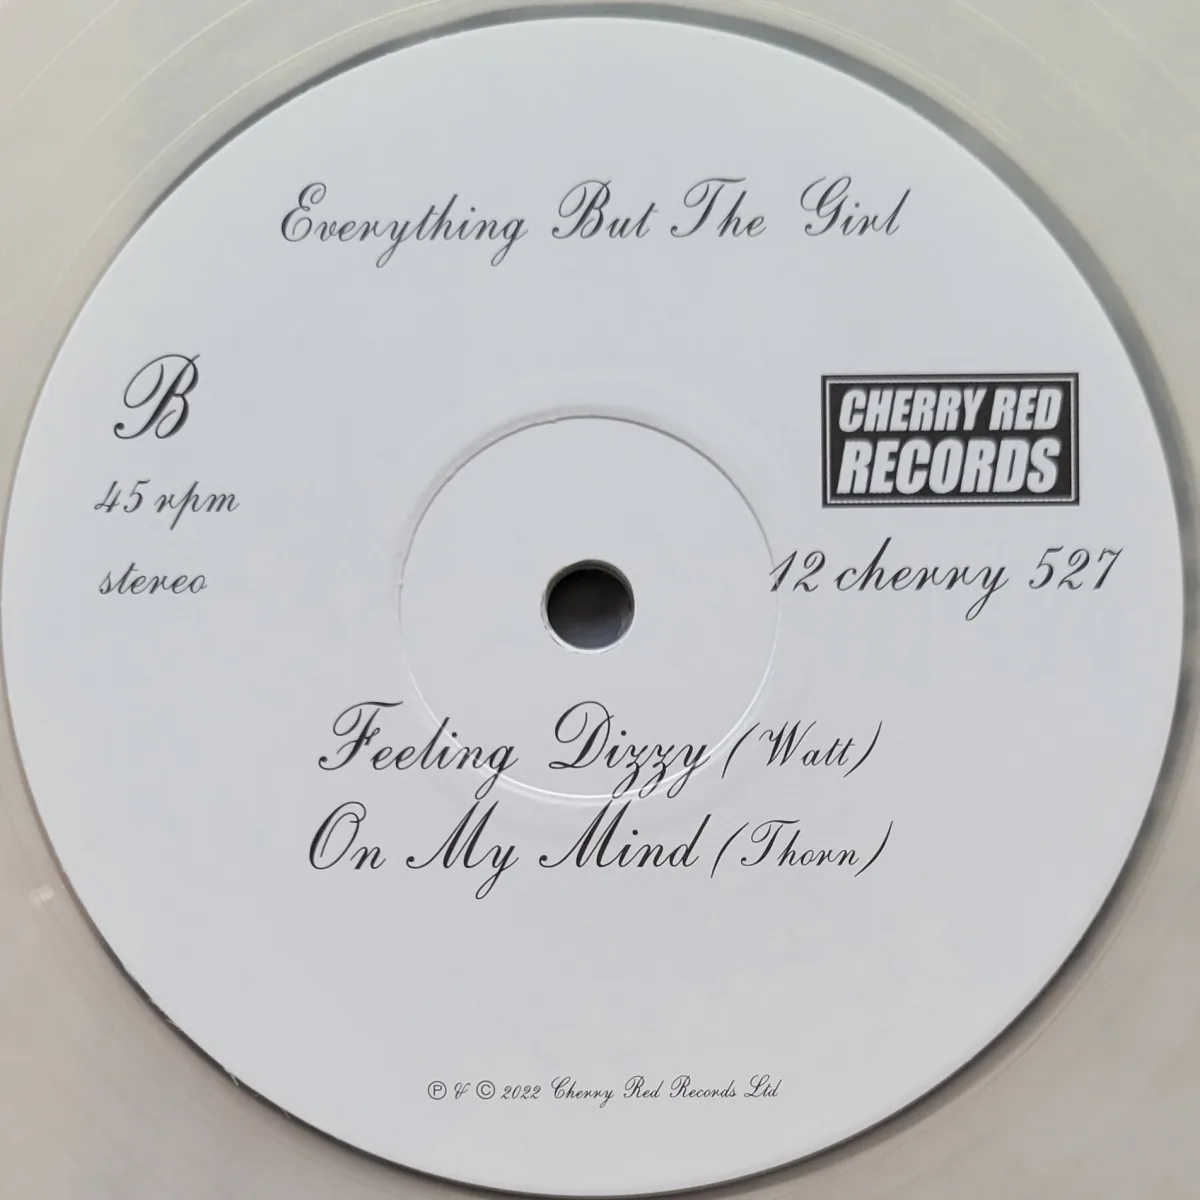 Everything But The Girl
B
45 rpm
stereo
CHERRY RED
RECORDS
12 cherry 527
Feeling Dizzy (Watt)
On My Mind (Thorn)
℗ & © 2022 Cherry Red Records Ltd